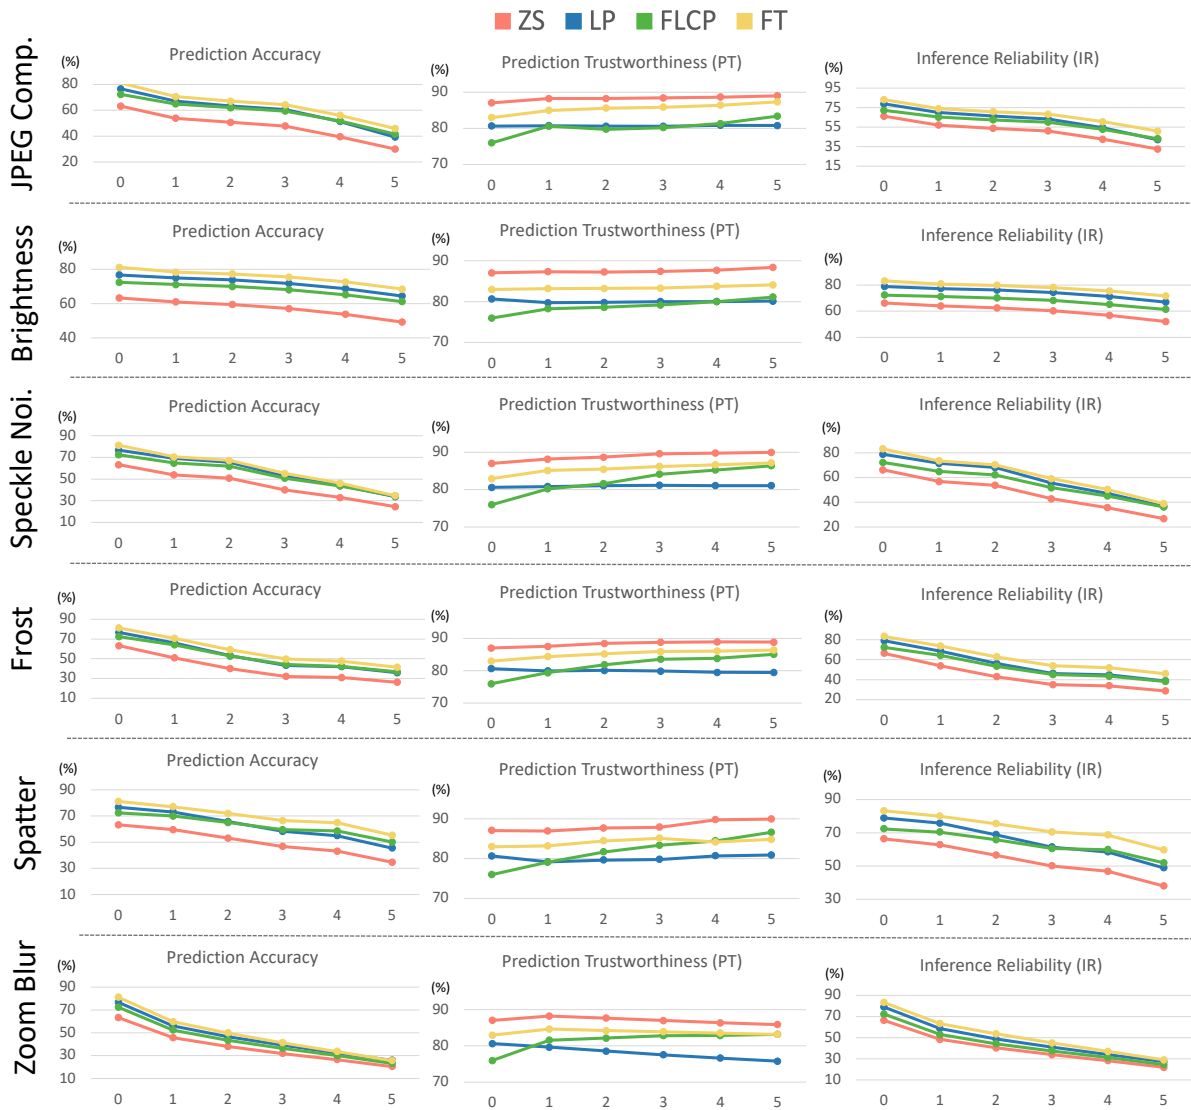 ZS LP FLCP FT
JPEG Comp.
Prediction Accuracy
(%)
80
60
40
20
0 1 2 3 4 5
Prediction Trustworthiness (PT)
(%)
90
80
70
0 1 2 3 4 5
Inference Reliability (IR)
(%)
95
75
55
35
15
0 1 2 3 4 5
Brightness
Prediction Accuracy
(%)
80
60
40
0 1 2 3 4 5
Prediction Trustworthiness (PT)
(%)
90
80
70
0 1 2 3 4 5
Inference Reliability (IR)
(%)
80
60
40
0 1 2 3 4 5
Speckle Noi.
Prediction Accuracy
(%)
90
70
50
30
10
0 1 2 3 4 5
Prediction Trustworthiness (PT)
(%)
90
80
70
0 1 2 3 4 5
Inference Reliability (IR)
(%)
80
60
40
20
0 1 2 3 4 5
Frost
Prediction Accuracy
(%)
90
70
50
30
10
0 1 2 3 4 5
Prediction Trustworthiness (PT)
(%)
90
80
70
0 1 2 3 4 5
Inference Reliability (IR)
(%)
80
60
40
20
0 1 2 3 4 5
Spatter
Prediction Accuracy
(%)
90
70
50
30
10
0 1 2 3 4 5
Prediction Trustworthiness (PT)
(%)
90
80
70
0 1 2 3 4 5
Inference Reliability (IR)
(%)
90
70
50
30
0 1 2 3 4 5
Zoom Blur
Prediction Accuracy
(%)
90
70
50
30
10
0 1 2 3 4 5
Prediction Trustworthiness (PT)
(%)
90
80
70
0 1 2 3 4 5
Inference Reliability (IR)
(%)
90
70
50
30
10
0 1 2 3 4 5